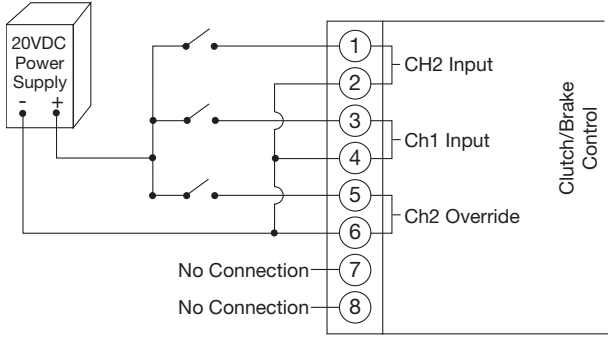 20VDC
Power
Supply
- +
1
CH2 Input
2
3
Ch1 Input
4
5
Ch2 Override
6
No Connection 7
No Connection 8
Clutch/Brake
Control